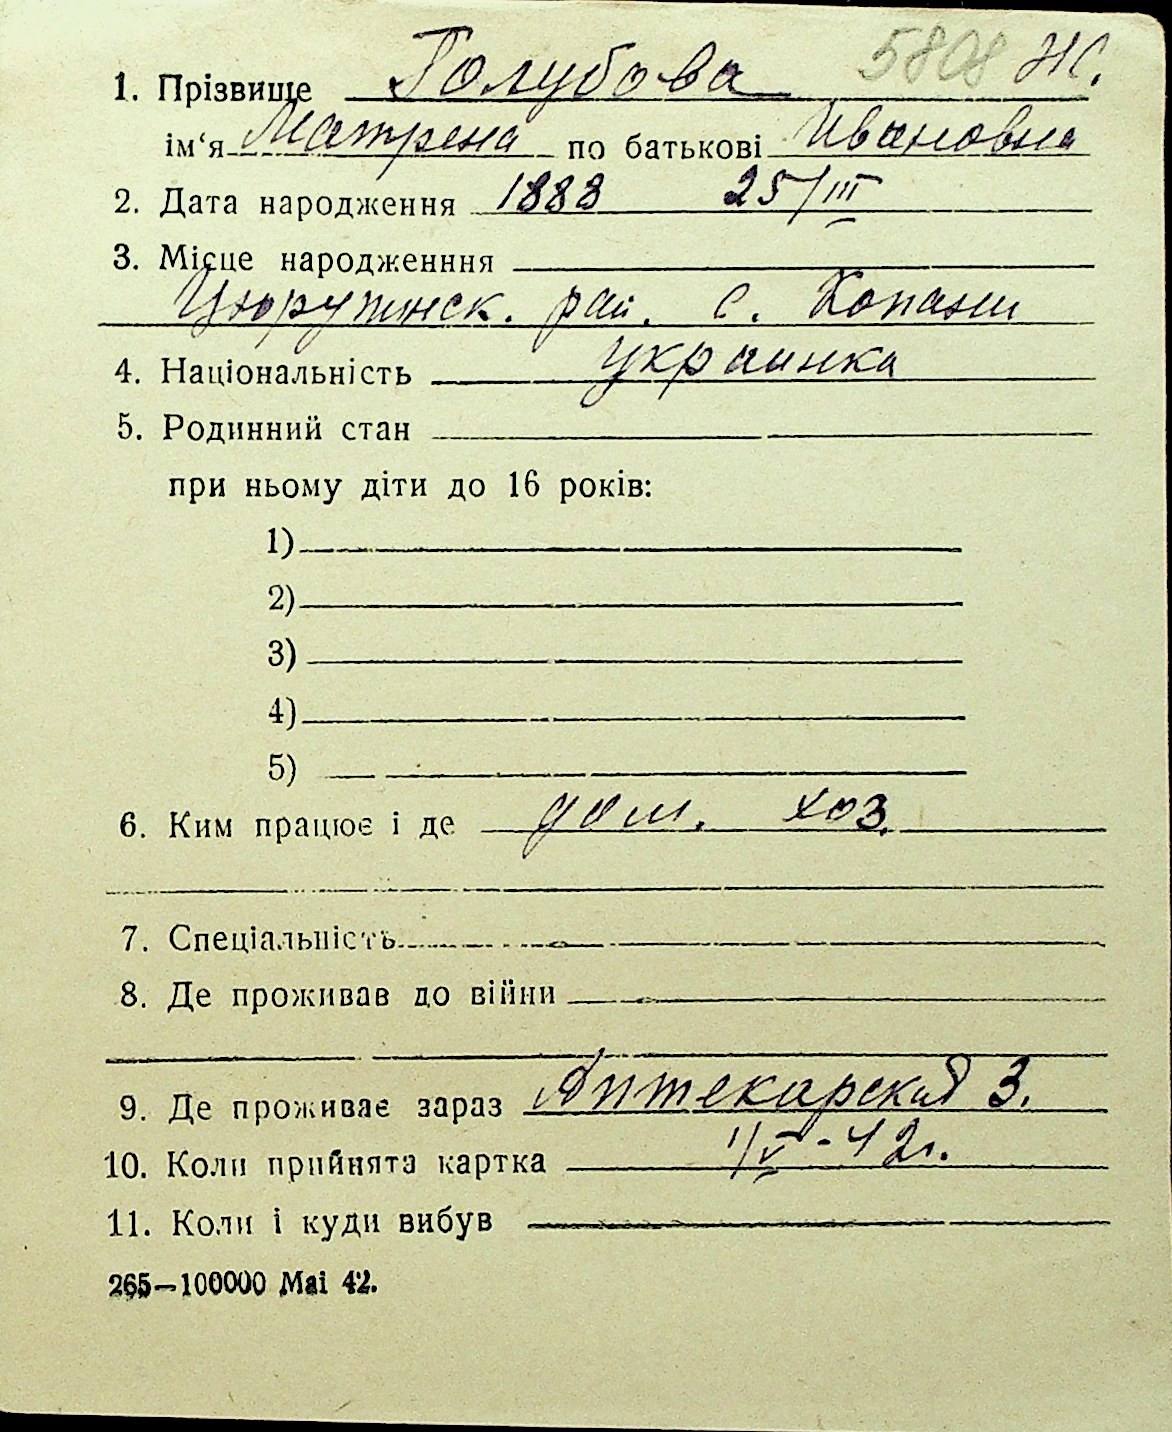 5808 Ж.
1. Прізвище Голубова
ім‘я Матрена по батькові Ивановна
2. Дата народження 1888 25/III
3. Місце народженння
Цюрупинск. рай. с. Копани
4. Національність украинка
5. Родинний стан
при ньому діти до 16 років:
1)
2)
3)
4)
5)
6. Ким працює і де дом. хоз.
7. Спеціальність
8. Де проживав до війни
9. Де проживає зараз Аптекарская 3.
10. Коли прийнята картка 1/V-42г.
11. Коли і куди вибув
265—100000 Mai 42.